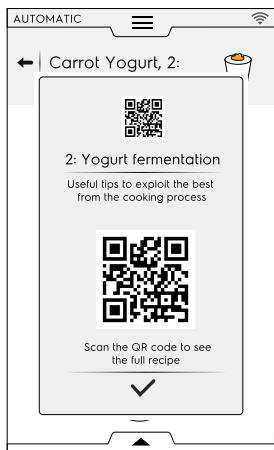 AUTOMATIC
Carrot Yogurt, 2:
2: Yogurt fermentation
Useful tips to exploit the best
from the cooking process
Scan the QR code to see
the full recipe